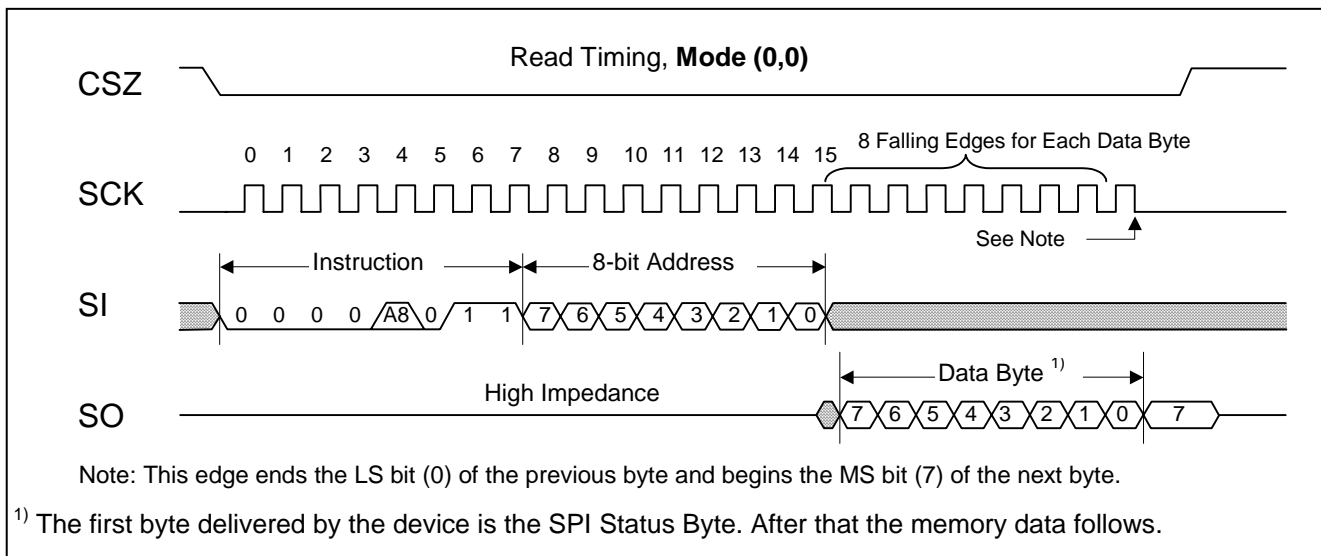 Read Timing, Mode (0,0)
CSZ
0 1 2 3 4 5 6 7 8 9 10 11 12 13 14 15
8 Falling Edges for Each Data Byte
SCK
See Note
Instruction
8-bit Address
SI
0 0 0 0 A8 0 1 1 7 6 5 4 3 2 1 0
Data Byte 1)
High Impedance
SO
7 6 5 4 3 2 1 0 7
Note: This edge ends the LS bit (0) of the previous byte and begins the MS bit (7) of the next byte.
1) The first byte delivered by the device is the SPI Status Byte. After that the memory data follows.